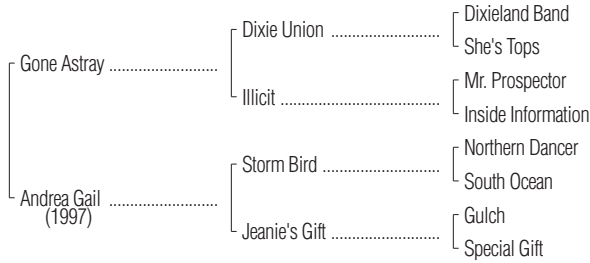 Dixieland Band
Dixie Union ........................................
She's Tops
Gone Astray ........................................
Mr. Prospector
Illicit ........................................
Inside Information
Northern Dancer
Storm Bird ........................................
South Ocean
Andrea Gail ........................................
(1997)
Gulch
Jeanie's Gift ........................................
Special Gift